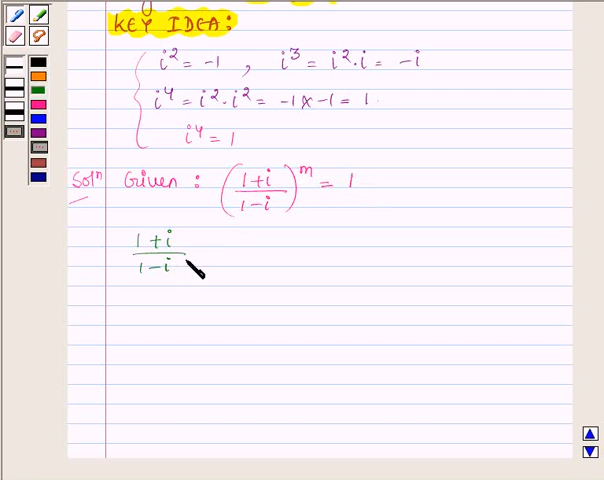 KEY IDEA:
i² = -1 , i³ = i²·i = -i
i⁴ = i²·i² = -1 x -1 = 1
i⁴ = 1
Solⁿ Given : ((1+i)/(1-i))^m = 1
(1+i)/(1-i)